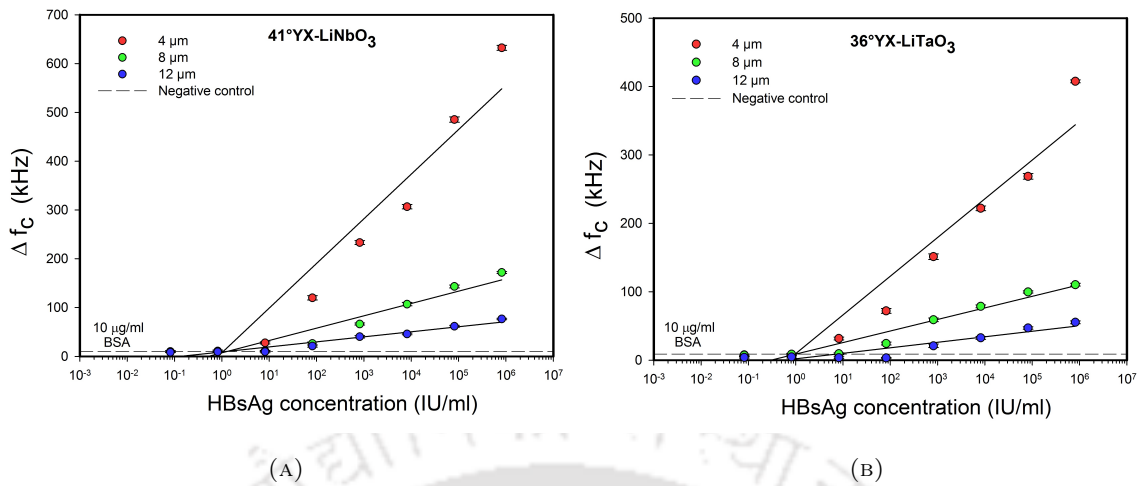 41°YX-LiNbO₃
4 µm
8 µm
12 µm
Negative control
700
600
500
400
300
200
100
0
Δ f_C (kHz)
10 µg/ml
BSA
10⁻³ 10⁻² 10⁻¹ 10⁰ 10¹ 10² 10³ 10⁴ 10⁵ 10⁶ 10⁷
HBsAg concentration (IU/ml)
(A)
36°YX-LiTaO₃
4 µm
8 µm
12 µm
Negative control
500
400
300
200
100
0
Δ f_C (kHz)
10 µg/ml
BSA
10⁻³ 10⁻² 10⁻¹ 10⁰ 10¹ 10² 10³ 10⁴ 10⁵ 10⁶ 10⁷
HBsAg concentration (IU/ml)
(B)